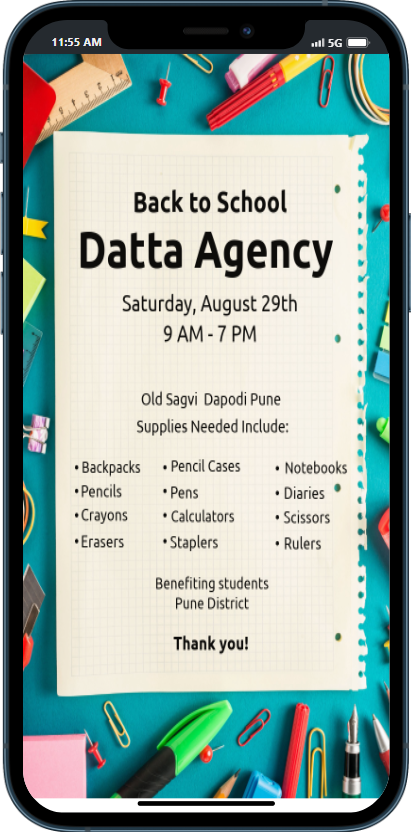 11:55 AM 5G
Back to School
Datta Agency
Saturday, August 29th
9 AM - 7 PM
Old Sagvi Dapodi Pune
Supplies Needed Include:
• Backpacks • Pencil Cases • Notebooks
• Pencils • Pens • Diaries
• Crayons • Calculators • Scissors
• Erasers • Staplers • Rulers
Benefiting students
Pune District
Thank you!